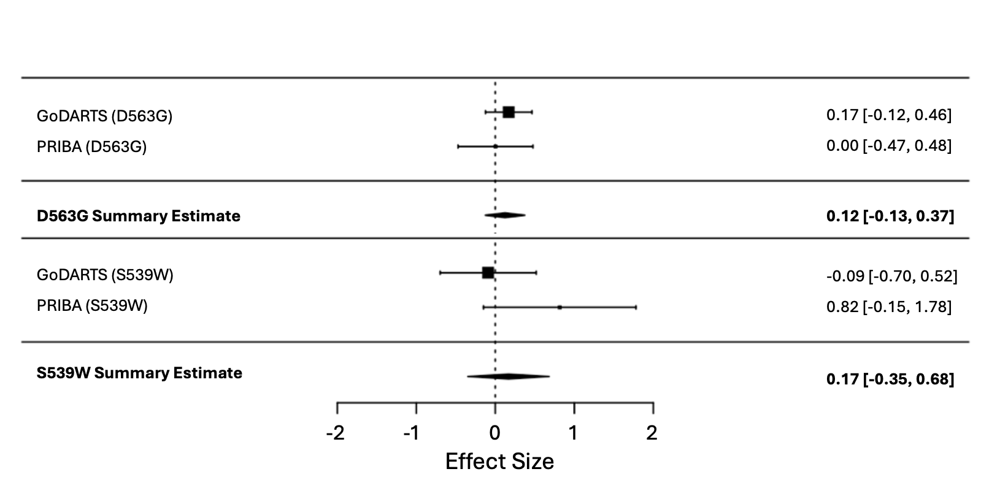 GoDARTS (D563G) 0.17 [-0.12, 0.46]
PRIBA (D563G) 0.00 [-0.47, 0.48]
D563G Summary Estimate 0.12 [-0.13, 0.37]
GoDARTS (S539W) -0.09 [-0.70, 0.52]
PRIBA (S539W) 0.82 [-0.15, 1.78]
S539W Summary Estimate 0.17 [-0.35, 0.68]
-2 -1 0 1 2
Effect Size